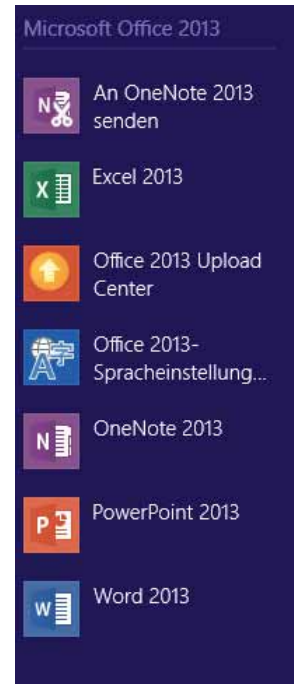 Microsoft Office 2013
An OneNote 2013
senden
Excel 2013
Office 2013 Upload
Center
Office 2013-
Spracheinstellung...
OneNote 2013
PowerPoint 2013
Word 2013